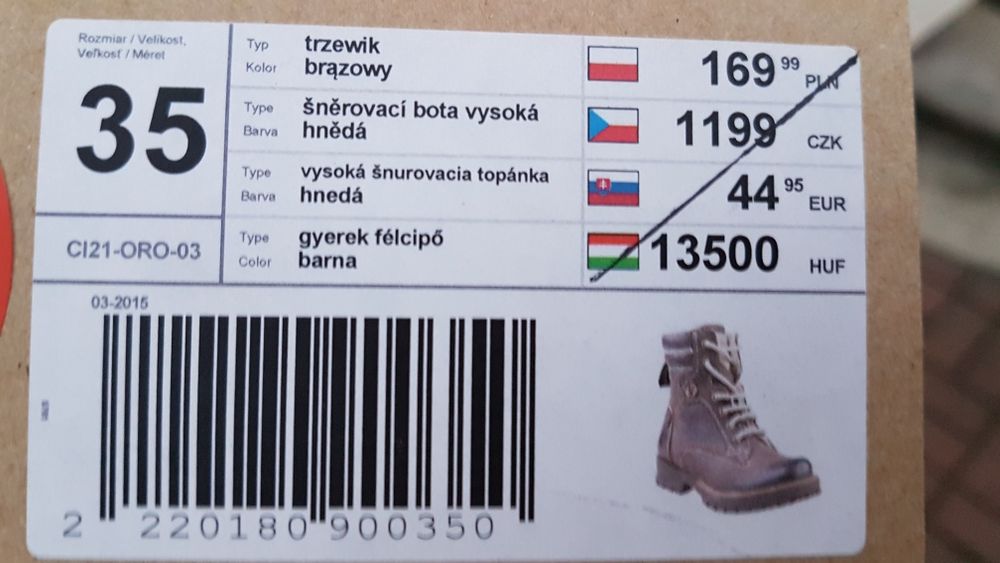 Rozmiar / Velikost,
Veľkosť / Méret
35
CI21-ORO-03
Typ trzewik
Kolor brązowy
169 99 PLN
Type šněrovací bota vysoká
Barva hnědá
1199 CZK
Type vysoká šnurovacia topánka
Barva hnedá
44 95 EUR
Type gyerek félcipő
Color barna
13500 HUF
03-2015
2 220180 900350